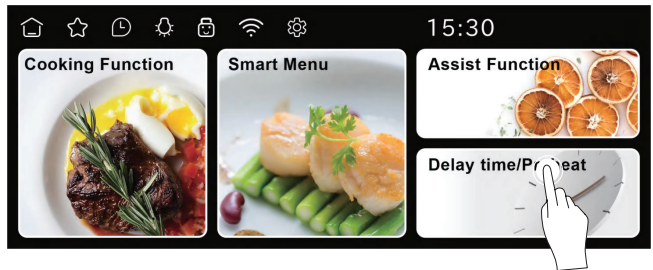 15:30
Cooking Function
Smart Menu
Assist Function
Delay time/Preheat